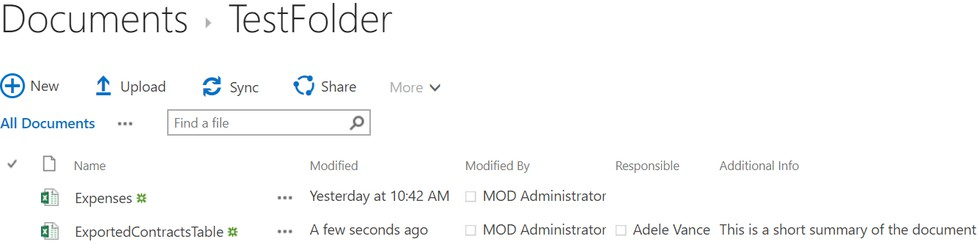 Documents › TestFolder
New Upload Sync Share More
All Documents ••• Find a file
Name Modified Modified By Responsible Additional Info
Expenses ••• Yesterday at 10:42 AM MOD Administrator
ExportedContractsTable ••• A few seconds ago MOD Administrator Adele Vance This is a short summary of the document